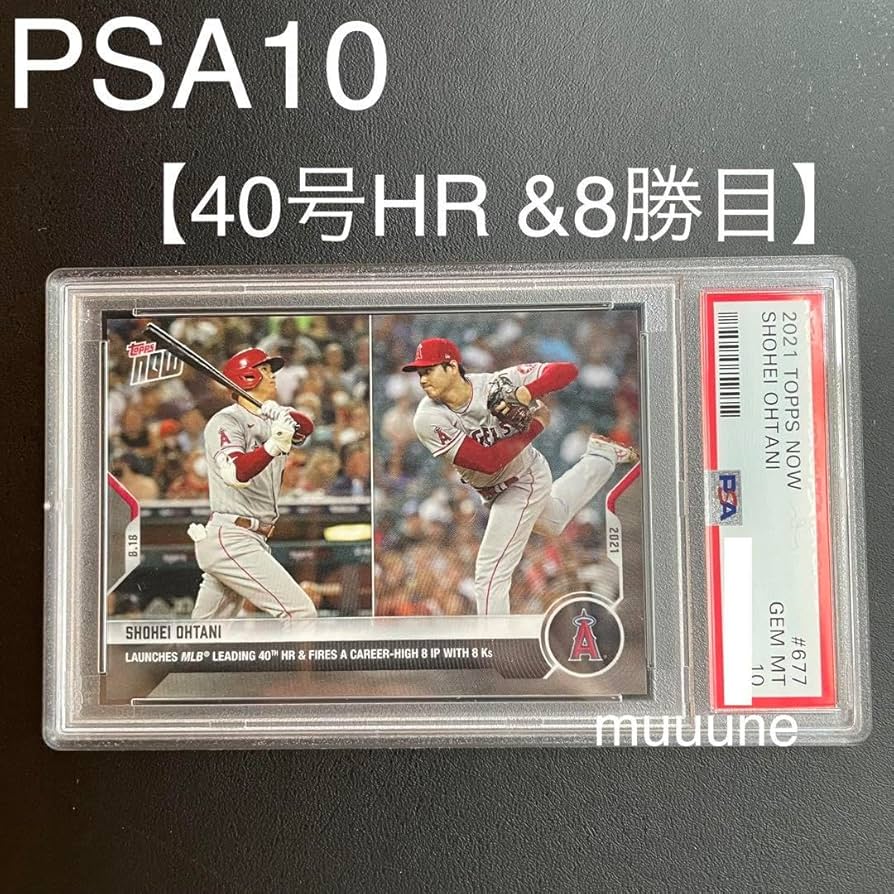 PSA10
【40号HR &8勝目】
topps
NOW
8.18
2021
SHOHEI OHTANI
LAUNCHES MLB® LEADING 40TH HR & FIRES A CAREER-HIGH 8 IP WITH 8 Ks
2021 TOPPS NOW
SHOHEI OHTANI
PSA
#677
GEM MT
10
muuune